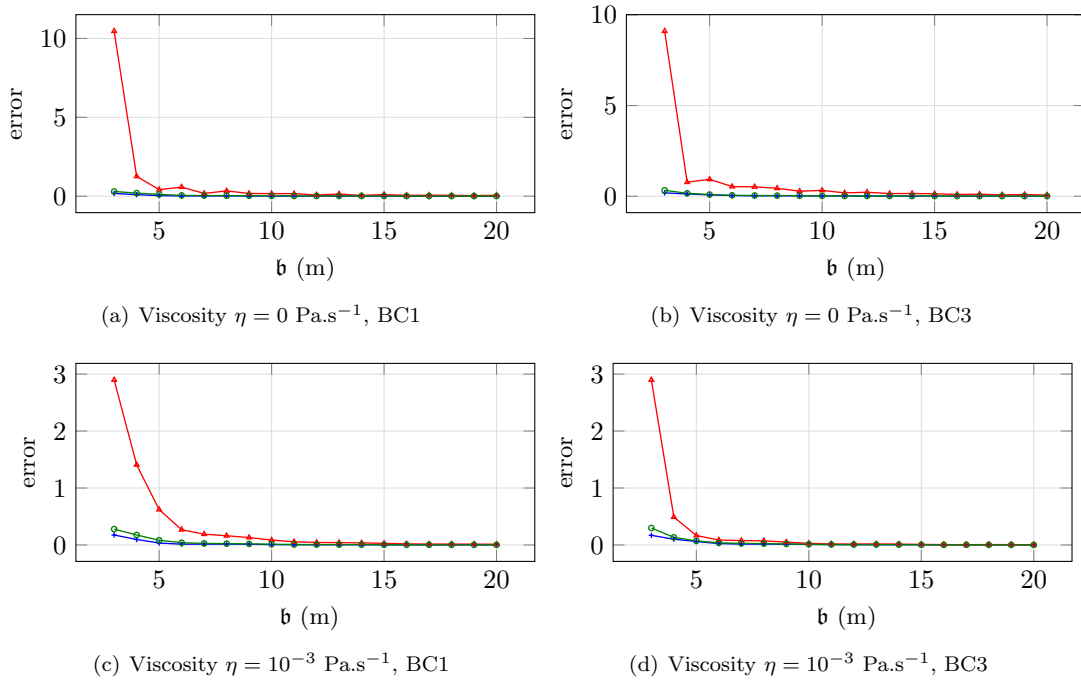 10
5
0
error
5
10
15
20
𝔟 (m)
(a) Viscosity η = 0 Pa.s⁻¹, BC1
10
5
0
error
5
10
15
20
𝔟 (m)
(b) Viscosity η = 0 Pa.s⁻¹, BC3
3
2
1
0
error
5
10
15
20
𝔟 (m)
(c) Viscosity η = 10⁻³ Pa.s⁻¹, BC1
3
2
1
0
error
5
10
15
20
𝔟 (m)
(d) Viscosity η = 10⁻³ Pa.s⁻¹, BC3